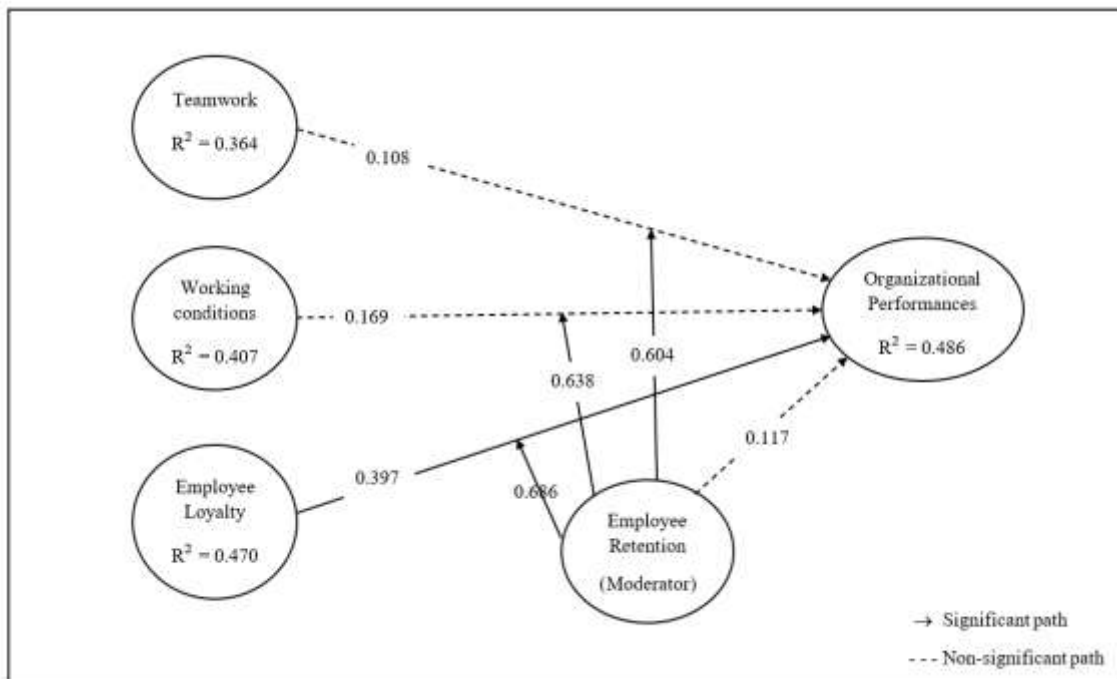 Teamwork
R² = 0.364
0.108
Working
conditions
R² = 0.407
0.169
Organizational
Performances
R² = 0.486
0.604
0.638
0.117
Employee
Loyalty
R² = 0.470
0.397
0.686
Employee
Retention
(Moderator)
Significant path
Non-significant path